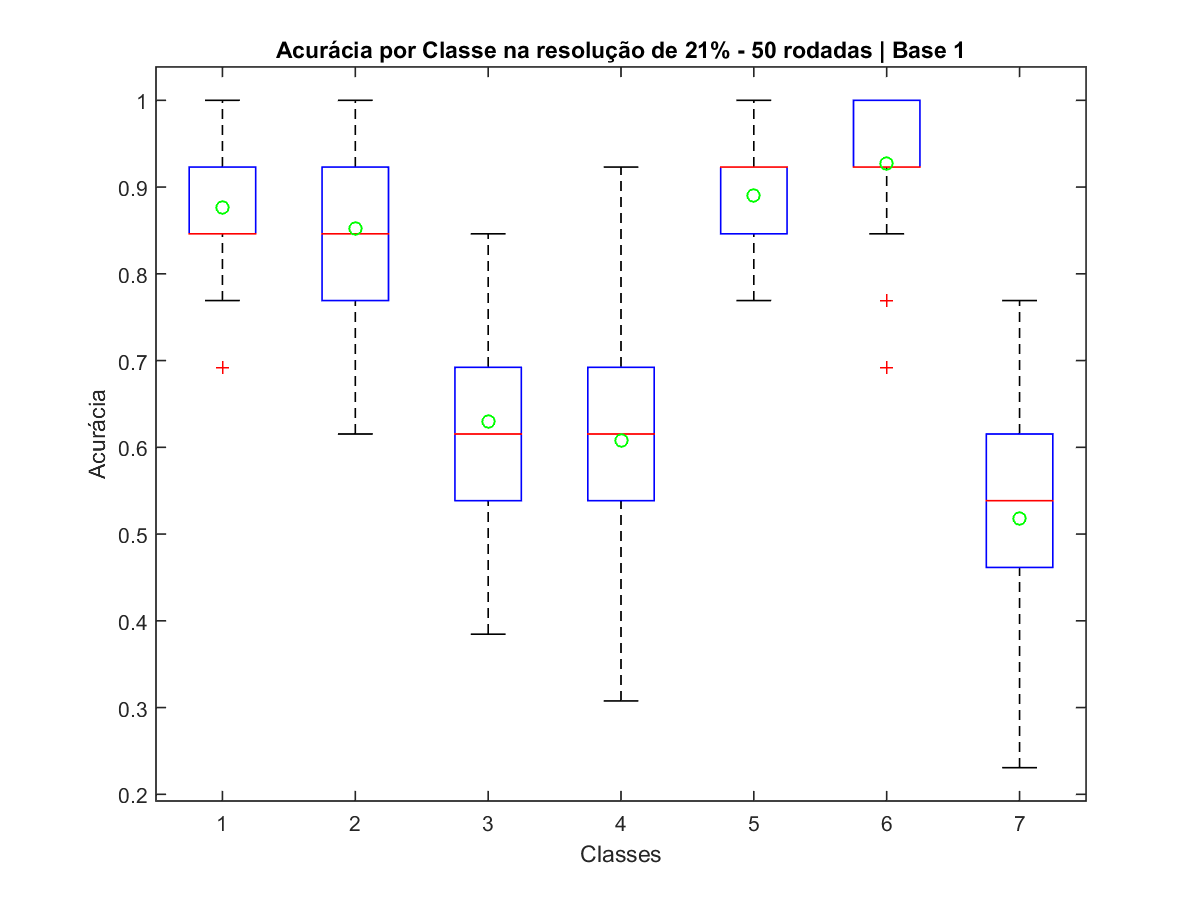 Acurácia por Classe na resolução de 21% - 50 rodadas | Base 1
1
0.9
0.8
0.7
0.6
0.5
0.4
0.3
0.2
Acurácia
1 2 3 4 5 6 7
Classes